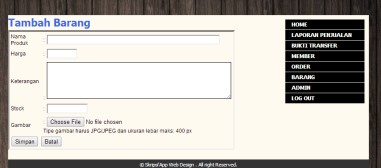 Tambah Barang
Nama Produk :
Harga :
Keterangan :
Stock :
Gambar : Choose File No file chosen
Tipe gambar harus JPG/JPEG dan ukuran lebar maks: 400 px
Simpan Batal
HOME
LAPORAN PENJUALAN
BUKTI TRANSFER
MEMBER
ORDER
BARANG
ADMIN
LOG OUT
© Skripsi App Web Design . All right Reserved.